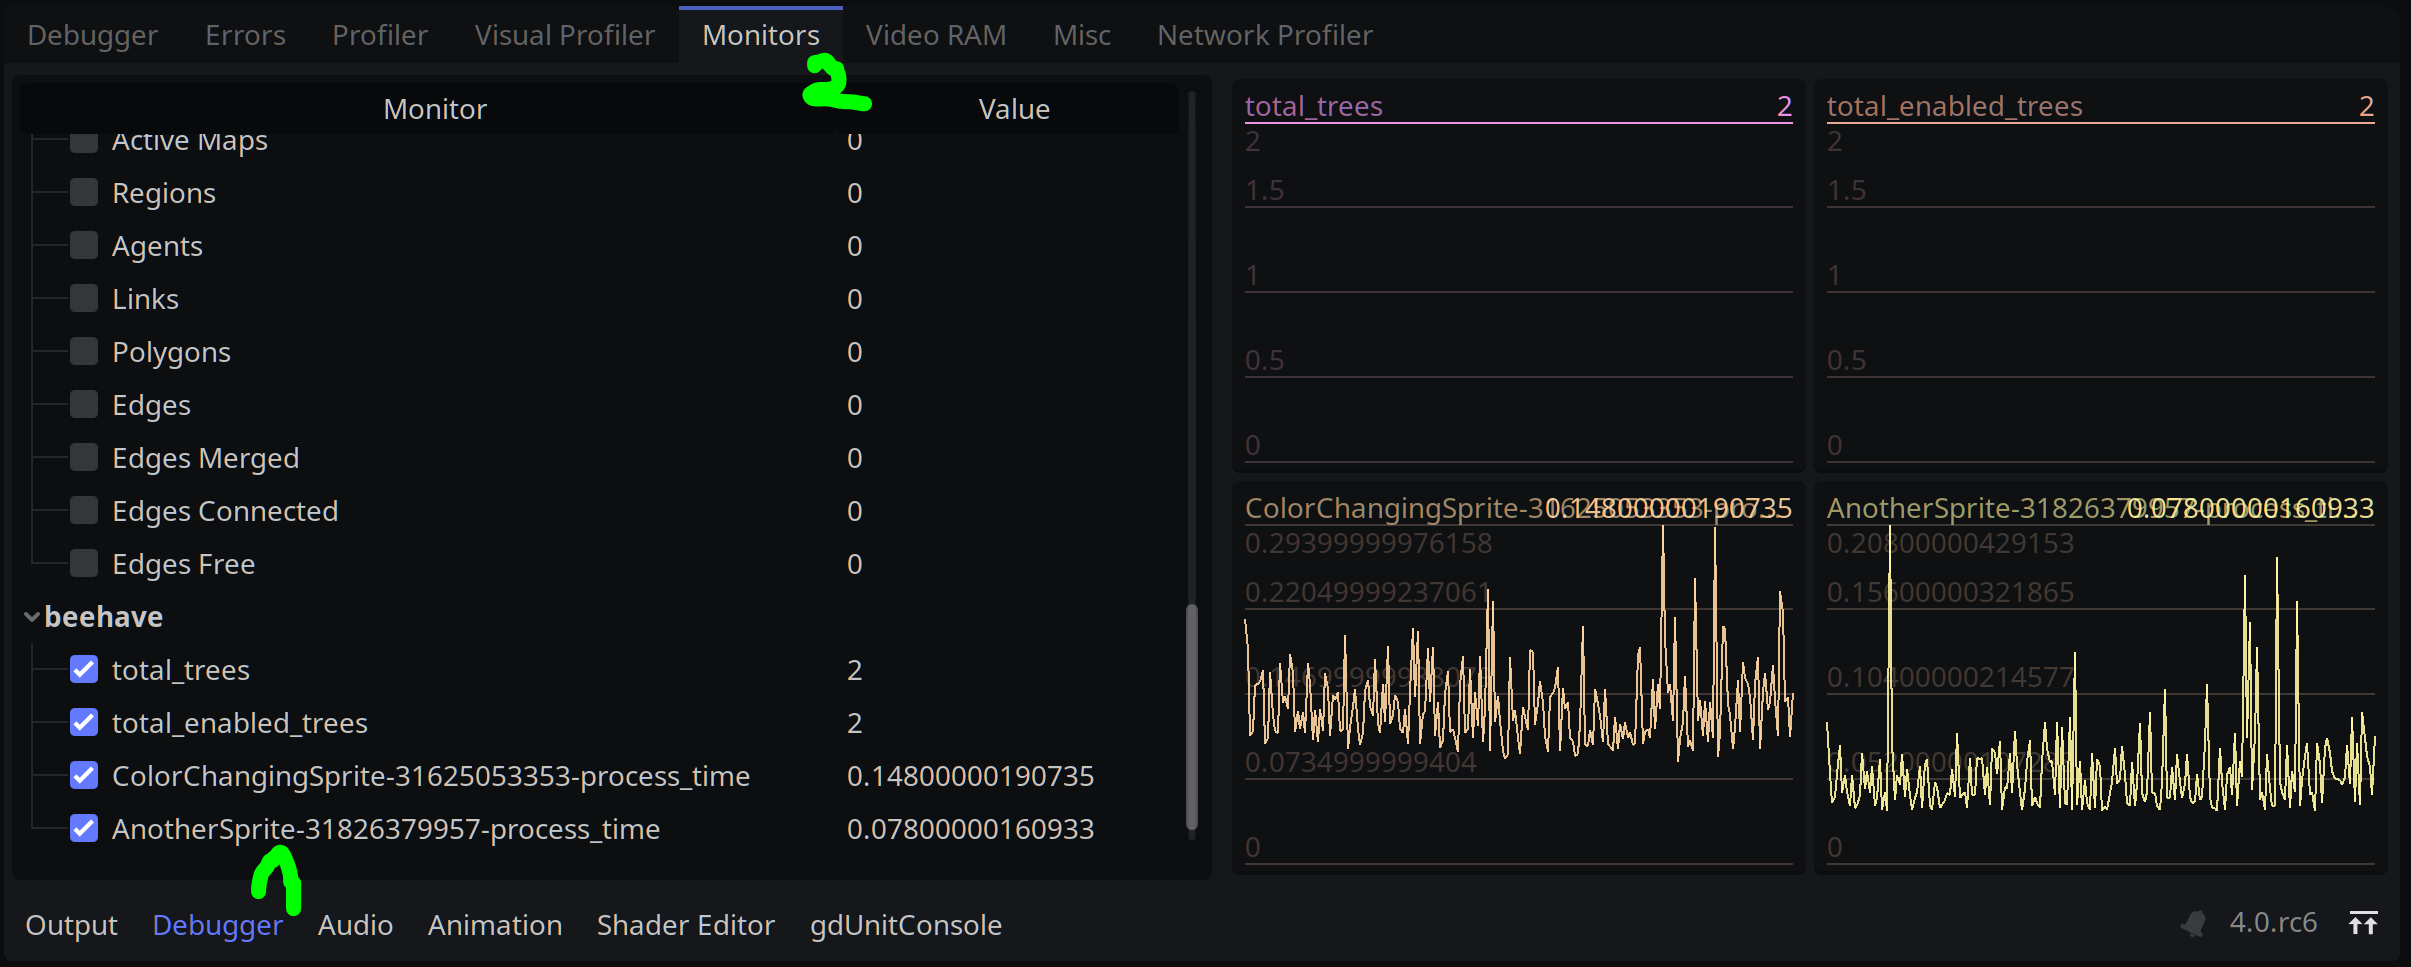 Debugger Errors Profiler Visual Profiler Monitors Video RAM Misc Network Profiler
2
Monitor Value
Active Maps 0
Regions 0
Agents 0
Links 0
Polygons 0
Edges 0
Edges Merged 0
Edges Connected 0
Edges Free 0
beehave
total_trees 2
total_enabled_trees 2
ColorChangingSprite-31625053353-process_time 0.14800000190735
AnotherSprite-31826379957-process_time 0.07800000160933
1
total_trees 2
2
1.5
1
0.5
0
total_enabled_trees 2
2
1.5
1
0.5
0
ColorChangingSprite-31625053353-pro... 0.14800000190735
0.29399999976158
0.22049999237061
0.0734999999404
0
AnotherSprite-31826379957-process_ti... 0.07800000160933
0.20800000429153
0.15600000321865
0.10400000214577
0
Output Debugger Audio Animation Shader Editor gdUnitConsole
4.0.rc6